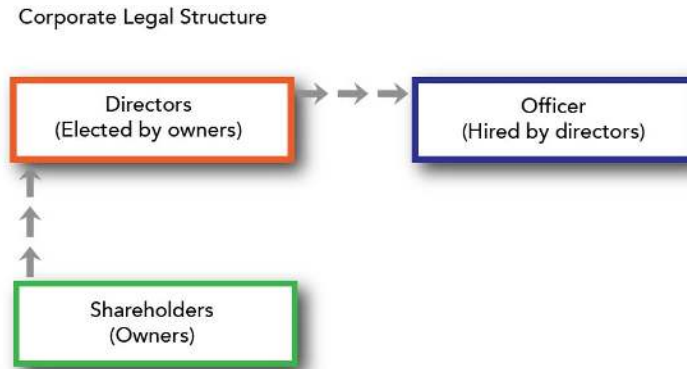 Corporate Legal Structure
Directors
(Elected by owners)
Officer
(Hired by directors)
Shareholders
(Owners)